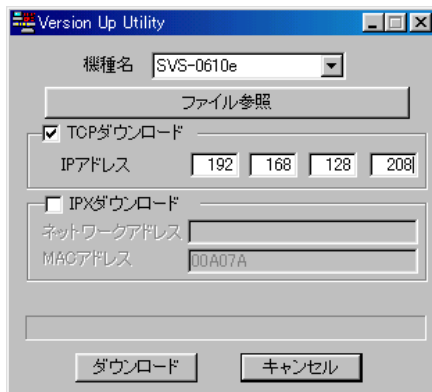 Version Up Utility
機種名 SVS-0610e
ファイル参照
TCPダウンロード
IPアドレス 192 168 128 208
IPXダウンロード
ネットワークアドレス
MACアドレス 00A07A
ダウンロード キャンセル